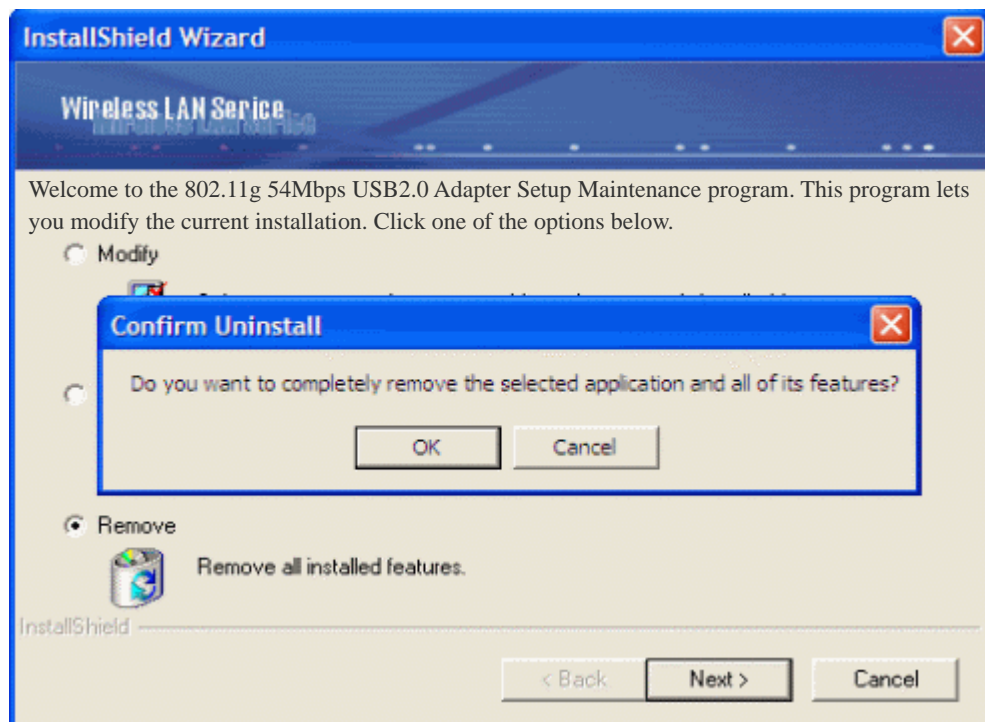 InstallShield Wizard
Wireless LAN Serice
Welcome to the 802.11g 54Mbps USB2.0 Adapter Setup Maintenance program. This program lets
you modify the current installation. Click one of the options below.
Modify
Confirm Uninstall
Do you want to completely remove the selected application and all of its features?
OK
Cancel
Remove
Remove all installed features.
InstallShield
< Back
Next >
Cancel